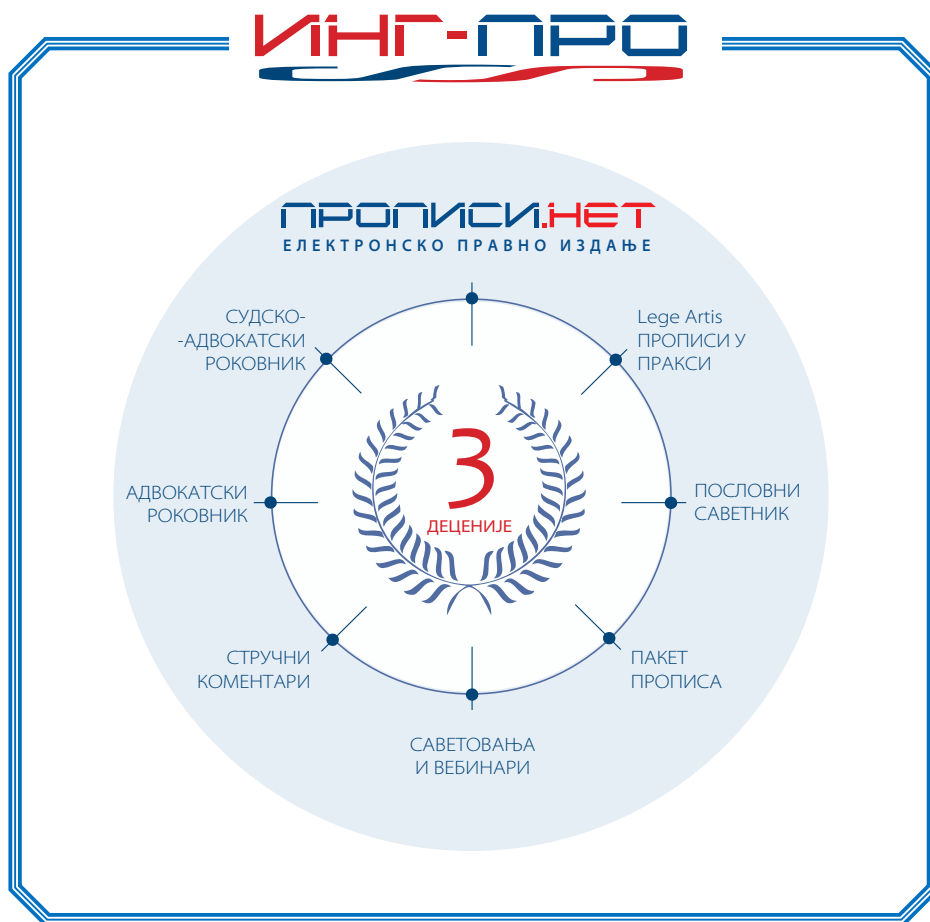 ИНГ-ПРО
ПРОПИСИ.НЕТ
ЕЛЕКТРОНСКО ПРАВНО ИЗДАЊЕ
СУДСКО-
-АДВОКАТСКИ
РОКОВНИК
Lege Artis
ПРОПИСИ У
ПРАКСИ
АДВОКАТСКИ
РОКОВНИК
3
ДЕЦЕНИЈЕ
ПОСЛОВНИ
САВЕТНИК
СТРУЧНИ
КОМЕНТАРИ
ПАКЕТ
ПРОПИСА
САВЕТОВАЊА
И ВЕБИНАРИ